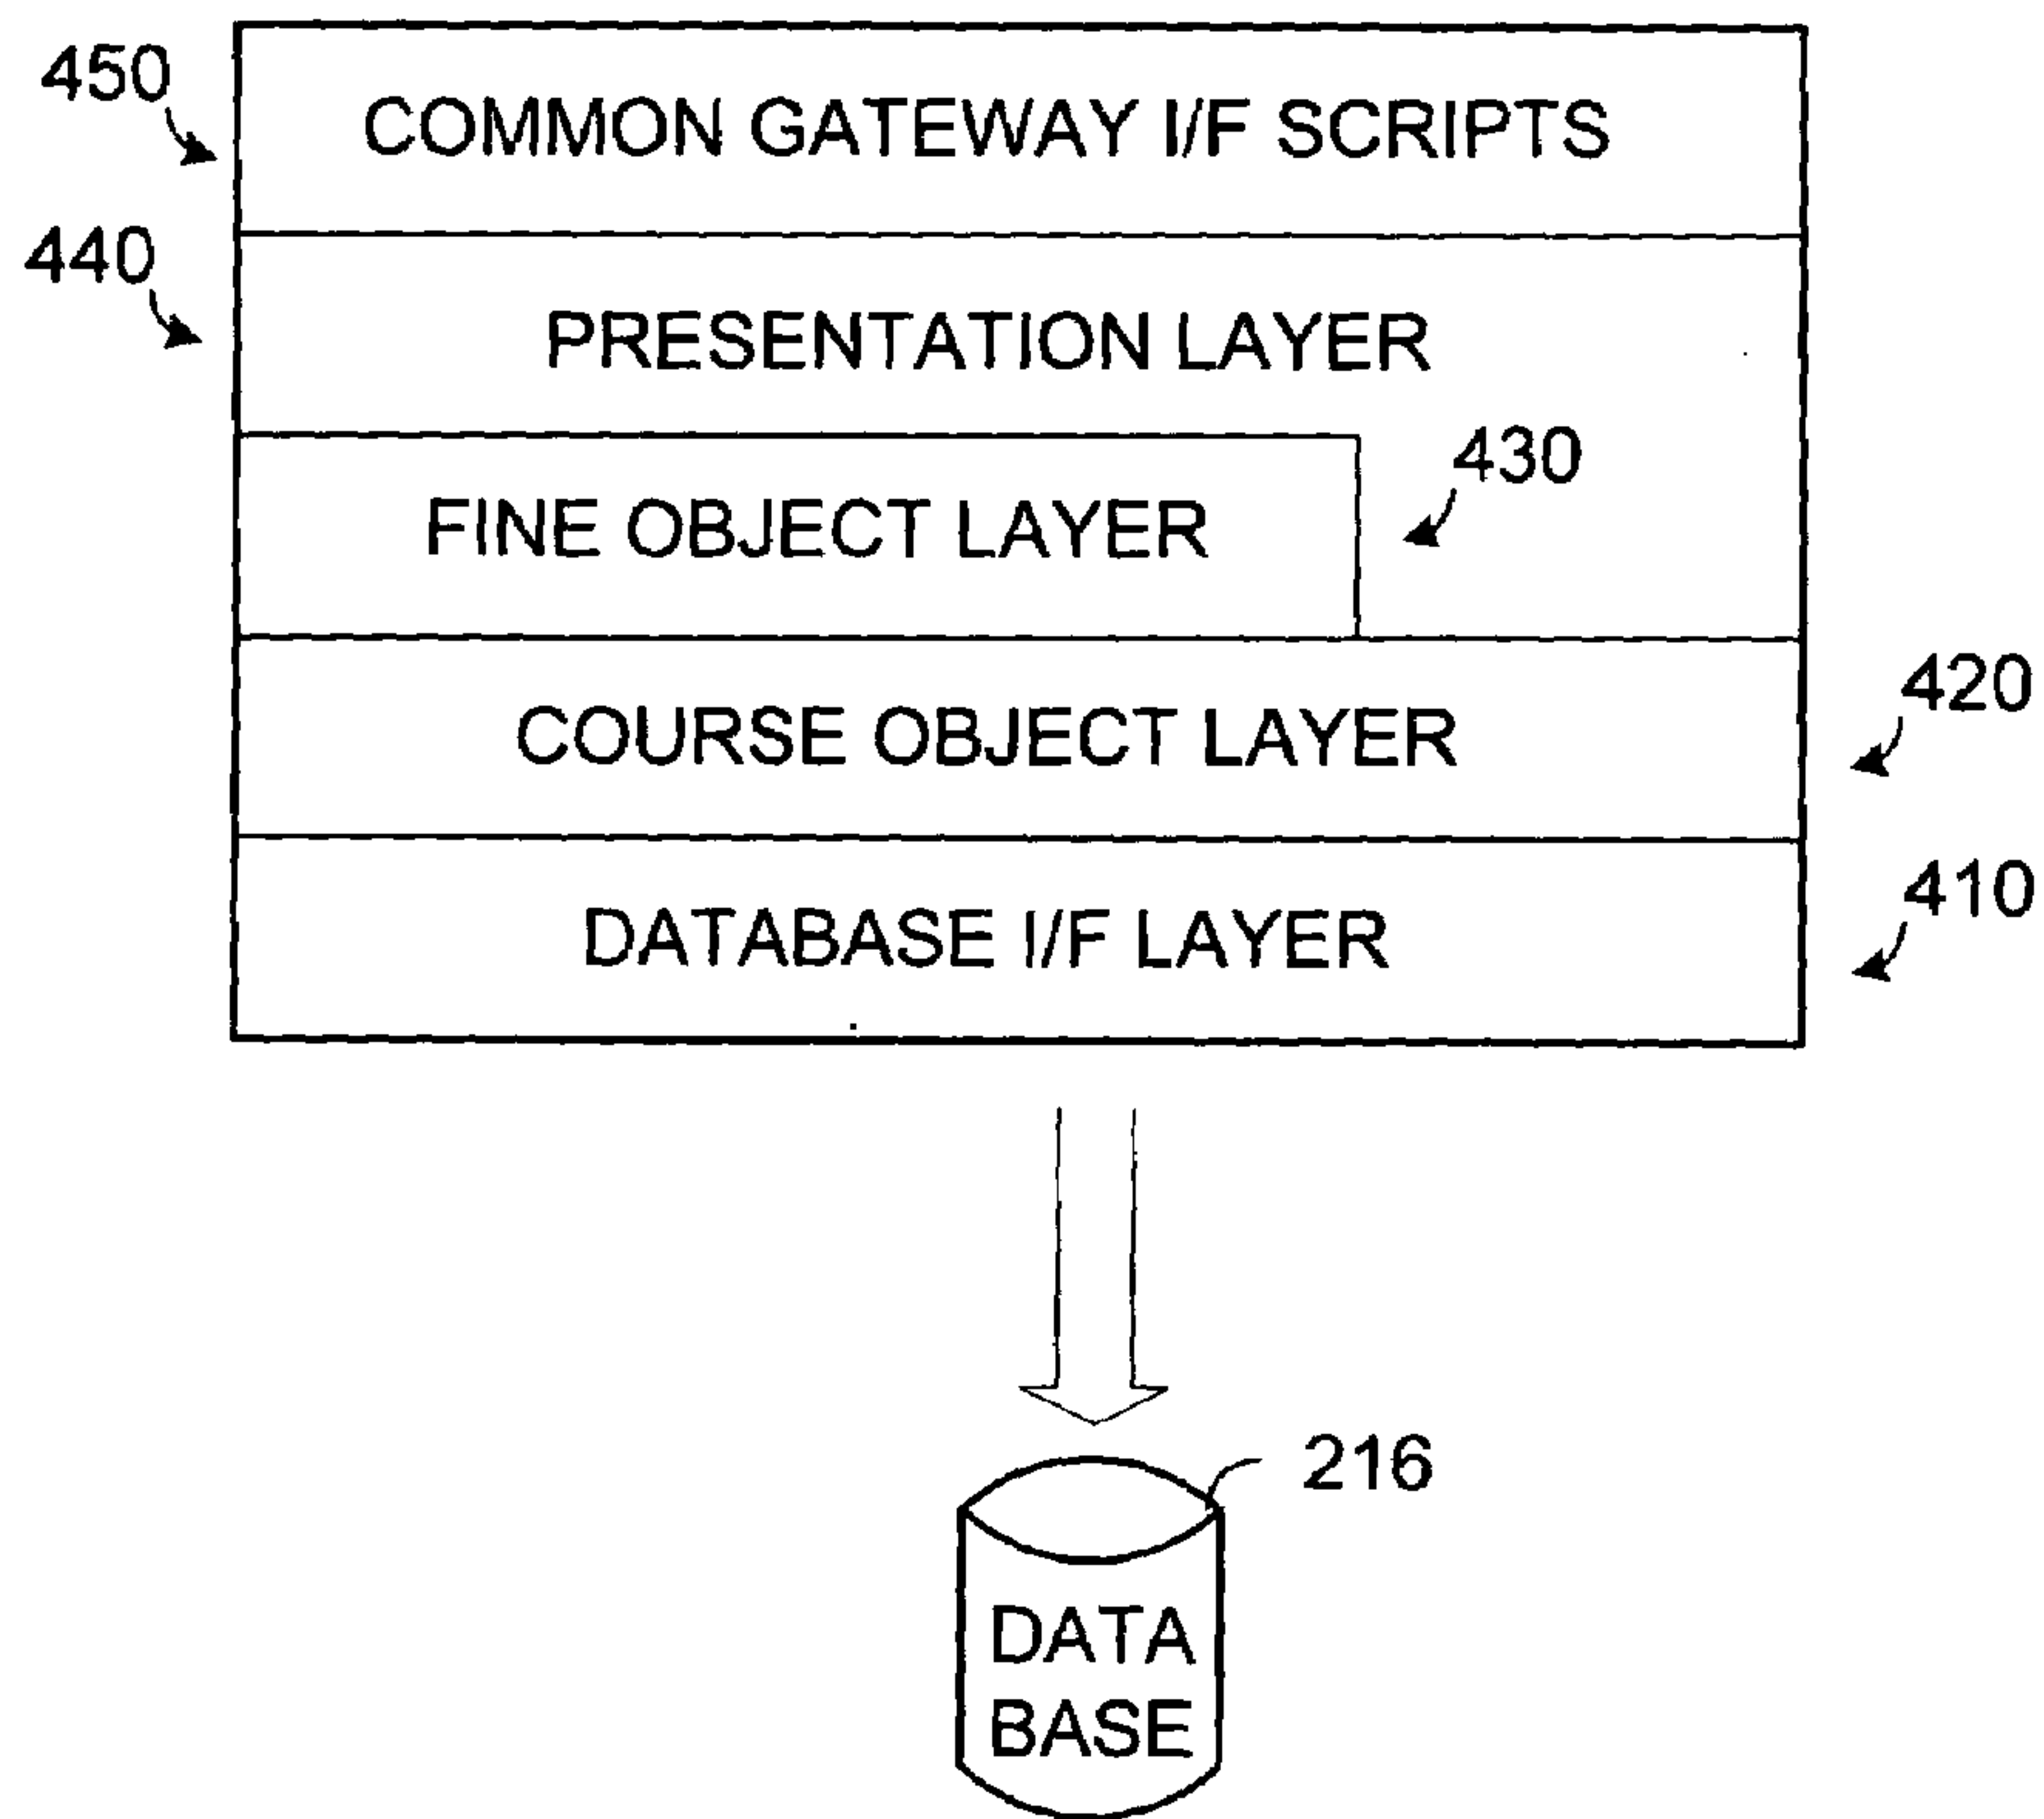 450
COMMON GATEWAY I/F SCRIPTS
440
PRESENTATION LAYER
430
FINE OBJECT LAYER
420
COURSE OBJECT LAYER
410
DATABASE I/F LAYER
216
DATA
BASE